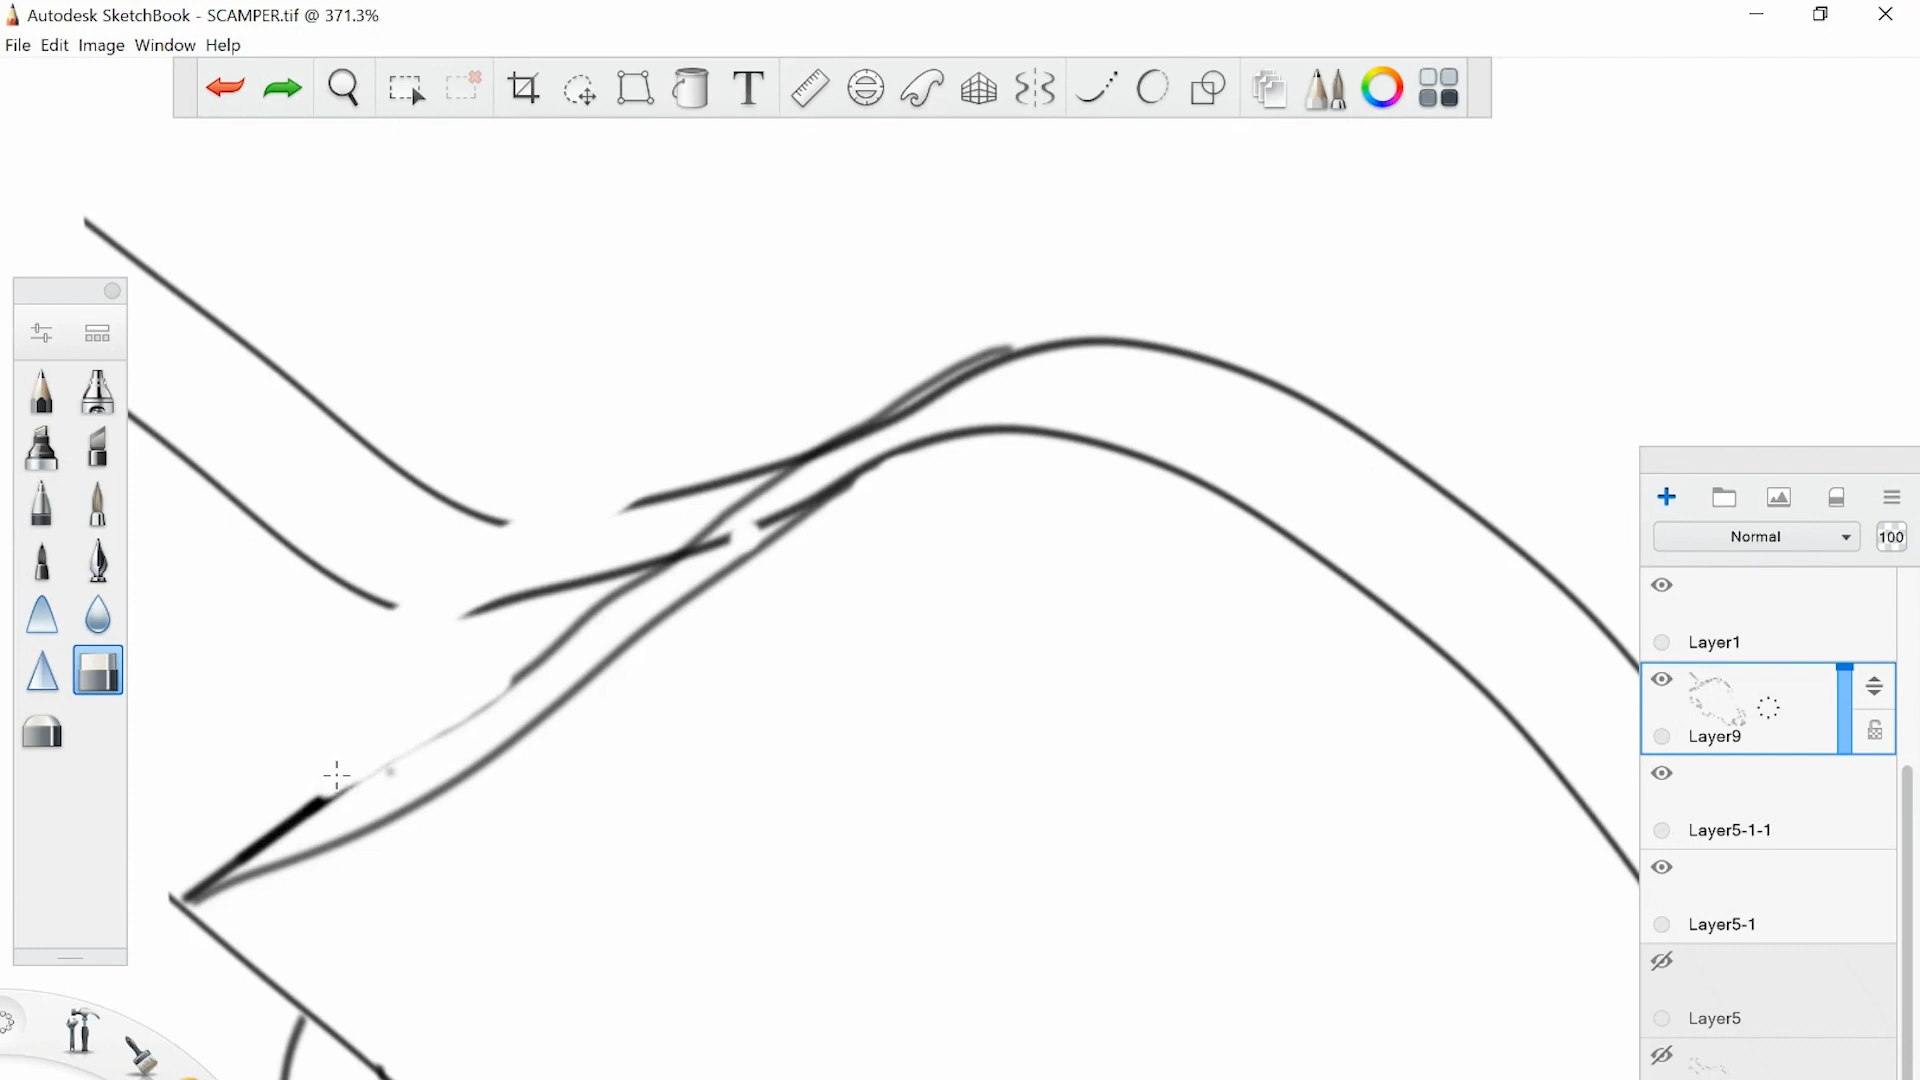 Autodesk SketchBook - SCAMPER.tif @ 371.3%
File Edit Image Window Help
T
Normal 100
Layer1
Layer9
Layer5-1-1
Layer5-1
Layer5